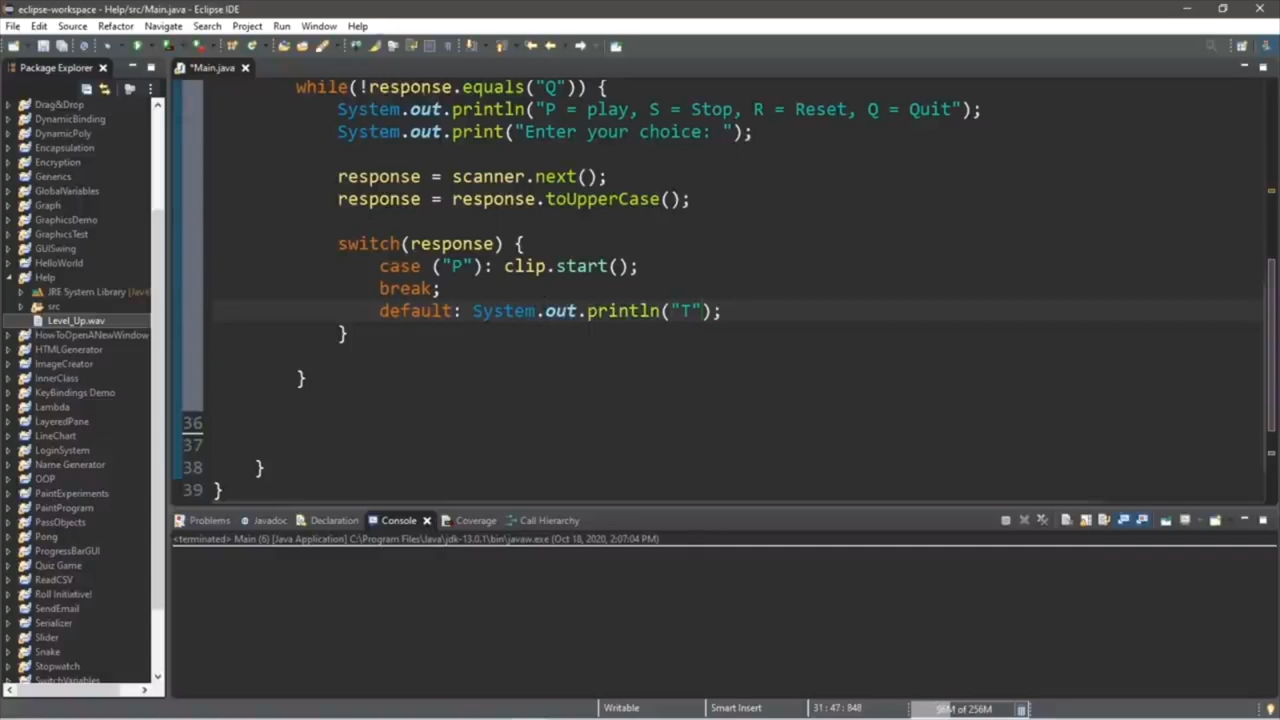 eclipse-workspace - Help/src/Main.java - Eclipse IDE
File Edit Source Refactor Navigate Search Project Run Window Help
Package Explorer
*Main.java
Drag&Drop
DynamicBinding
DynamicPoly
Encapsulation
Encryption
Generics
GlobalVariables
Graph
GraphicsDemo
GraphicsTest
GUISwing
HelloWorld
Help
JRE System Library [Java
src
Level_Up.wav
HowToOpenANewWindow
HTMLGenerator
ImageCreator
InnerClass
KeyBindings Demo
Lambda
LayeredPane
LineChart
LoginSystem
Name Generator
OOP
PaintExperiments
PaintProgram
PassObjects
Pong
ProgressBarGUI
Quiz Game
ReadCSV
Roll Initiative!
SendEmail
Serializer
Slider
Snake
Stopwatch
SwitchVariables
while(!response.equals("Q")) {
System.out.println("P = play, S = Stop, R = Reset, Q = Quit");
System.out.print("Enter your choice: ");
response = scanner.next();
response = response.toUpperCase();
switch(response) {
case ("P"): clip.start();
break;
default: System.out.println("T");
}
}
36
37
38 }
39 }
Problems Javadoc Declaration Console Coverage Call Hierarchy
<terminated> Main (6) [Java Application] C:\Program Files\Java\jdk-13.0.1\bin\javaw.exe (Oct 18, 2020, 2:07:04 PM)
Writable Smart Insert 31 : 47 : 848 96M of 256M